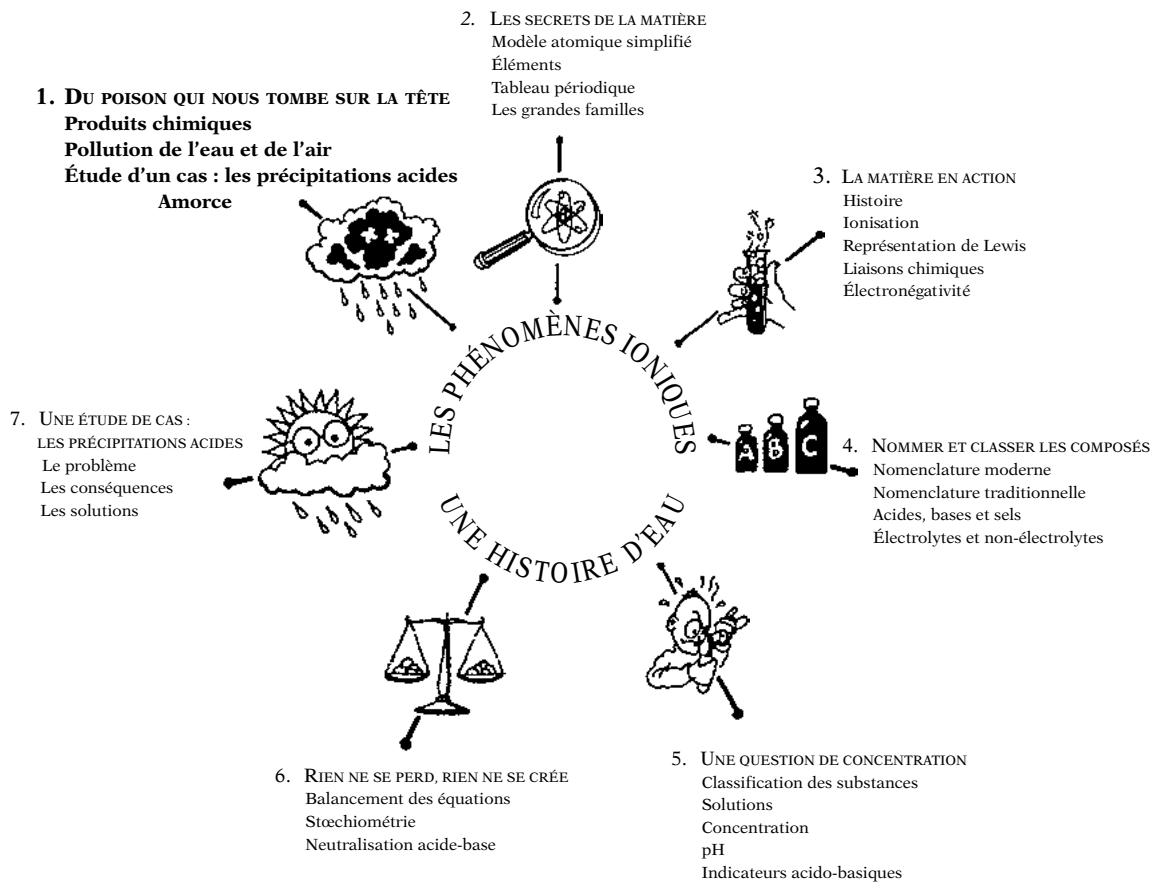 1. DU POISON QUI NOUS TOMBE SUR LA TÊTE
Produits chimiques
Pollution de l'eau et de l'air
Étude d'un cas : les précipitations acides
Amorce
2. LES SECRETS DE LA MATIÈRE
Modèle atomique simplifié
Éléments
Tableau périodique
Les grandes familles
3. LA MATIÈRE EN ACTION
Histoire
Ionisation
Représentation de Lewis
Liaisons chimiques
Électronégativité
LES PHÉNOMÈNES IONIQUES
UNE HISTOIRE D'EAU
A B C
4. NOMMER ET CLASSER LES COMPOSÉS
Nomenclature moderne
Nomenclature traditionnelle
Acides, bases et sels
Électrolytes et non-électrolytes
5. UNE QUESTION DE CONCENTRATION
Classification des substances
Solutions
Concentration
pH
Indicateurs acido-basiques
6. RIEN NE SE PERD, RIEN NE SE CRÉE
Balancement des équations
Stœchiométrie
Neutralisation acide-base
7. UNE ÉTUDE DE CAS :
LES PRÉCIPITATIONS ACIDES
Le problème
Les conséquences
Les solutions